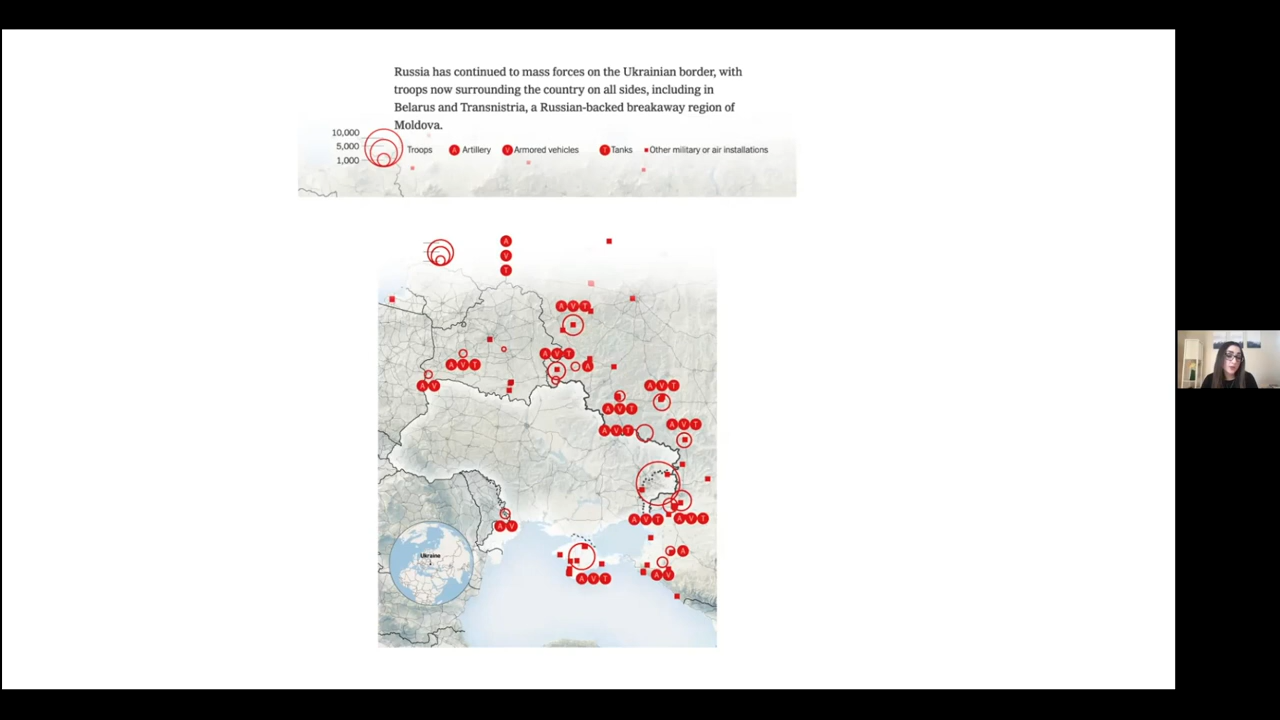 Russia has continued to mass forces on the Ukrainian border, with
troops now surrounding the country on all sides, including in
Belarus and Transnistria, a Russian-backed breakaway region of
Moldova.
10,000
5,000
1,000
Troops A Artillery V Armored vehicles T Tanks Other military or air installations
A
V
T
A V T
A V T
A V T A
A V
A V T
A V T
A V T
A V T
A V T A V T
A V
Ukraine
A
A V
A V T